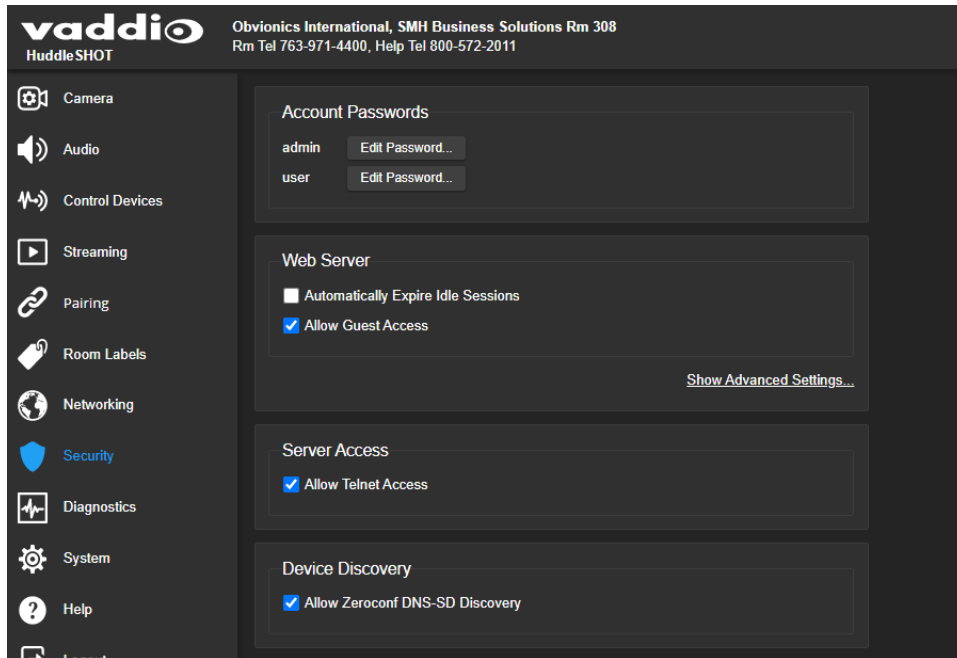 vaddio
HuddleSHOT
Obvionics International, SMH Business Solutions Rm 308
Rm Tel 763-971-4400, Help Tel 800-572-2011
Camera
Audio
Control Devices
Streaming
Pairing
Room Labels
Networking
Security
Diagnostics
System
Help
Account Passwords
admin Edit Password...
user Edit Password...
Web Server
Automatically Expire Idle Sessions
Allow Guest Access
Show Advanced Settings...
Server Access
Allow Telnet Access
Device Discovery
Allow Zeroconf DNS-SD Discovery